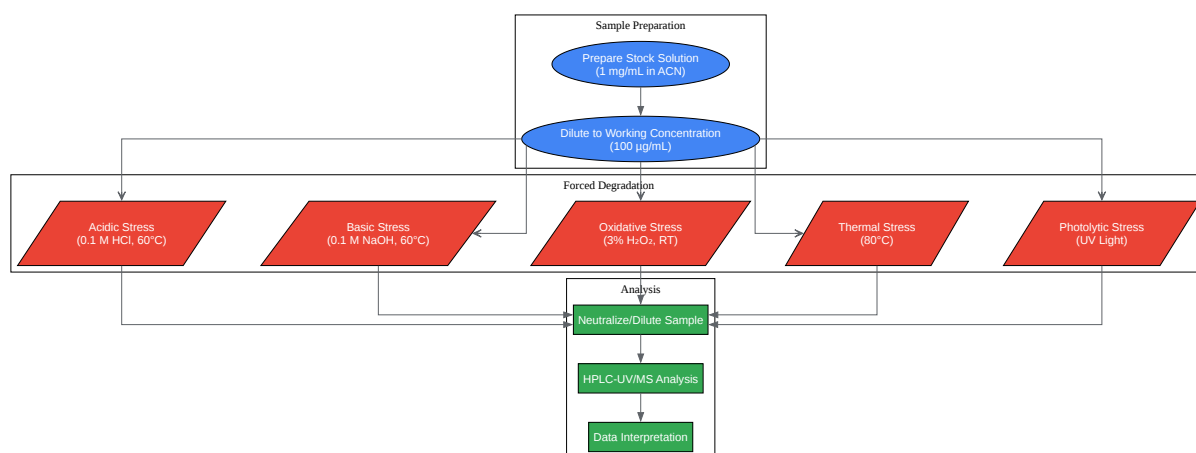 Sample Preparation
Prepare Stock Solution
(1 mg/mL in ACN)
Dilute to Working Concentration
(100 µg/mL)
Forced Degradation
Acidic Stress
(0.1 M HCl, 60°C)
Basic Stress
(0.1 M NaOH, 60°C)
Oxidative Stress
(3% H₂O₂, RT)
Thermal Stress
(80°C)
Photolytic Stress
(UV Light)
Analysis
Neutralize/Dilute Sample
HPLC-UV/MS Analysis
Data Interpretation